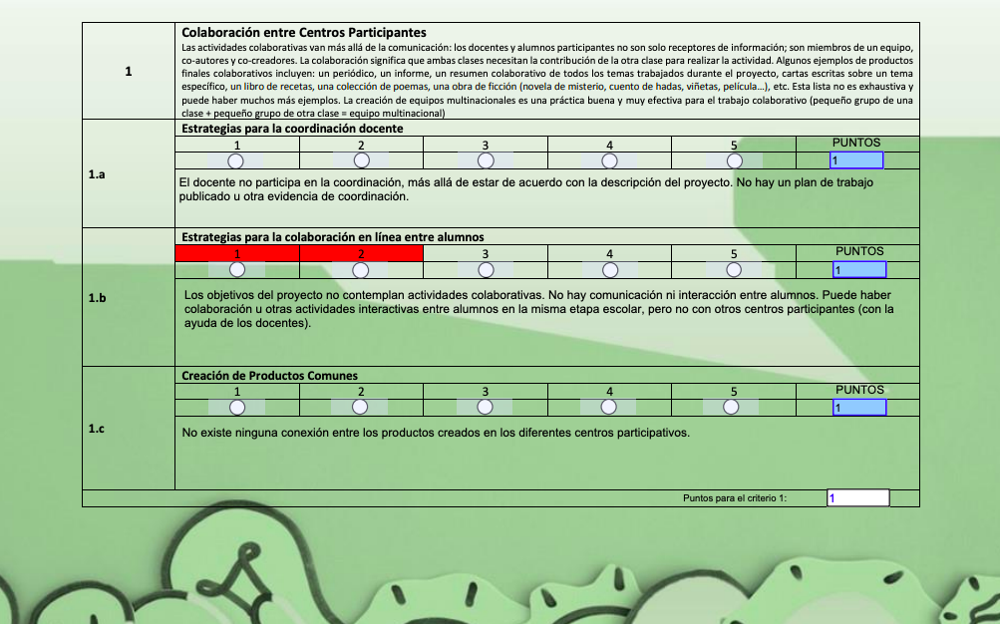 1
Colaboración entre Centros Participantes
Las actividades colaborativas van más allá de la comunicación: los docentes y alumnos participantes no son solo receptores de información; son miembros de un equipo,
co-autores y co-creadores. La colaboración significa que ambas clases necesitan la contribución de la otra clase para realizar la actividad. Algunos ejemplos de productos
finales colaborativos incluyen: un periódico, un informe, un resumen colaborativo de todos los temas trabajados durante el proyecto, cartas escritas sobre un tema
específico, un libro de recetas, una colección de poemas, una obra de ficción (novela de misterio, cuento de hadas, viñetas, película...), etc. Esta lista no es exhaustiva y
puede haber muchos más ejemplos. La creación de equipos multinacionales es una práctica buena y muy efectiva para el trabajo colaborativo (pequeño grupo de una
clase + pequeño grupo de otra clase = equipo multinacional)
1.a
Estrategias para la coordinación docente
1 2 3 4 5 PUNTOS
1
El docente no participa en la coordinación, más allá de estar de acuerdo con la descripción del proyecto. No hay un plan de trabajo
publicado u otra evidencia de coordinación.
1.b
Estrategias para la colaboración en línea entre alumnos
1 2 3 4 5 PUNTOS
1
Los objetivos del proyecto no contemplan actividades colaborativas. No hay comunicación ni interacción entre alumnos. Puede haber
colaboración u otras actividades interactivas entre alumnos en la misma etapa escolar, pero no con otros centros participantes (con la
ayuda de los docentes).
1.c
Creación de Productos Comunes
1 2 3 4 5 PUNTOS
1
No existe ninguna conexión entre los productos creados en los diferentes centros participativos.
Puntos para el criterio 1: 1